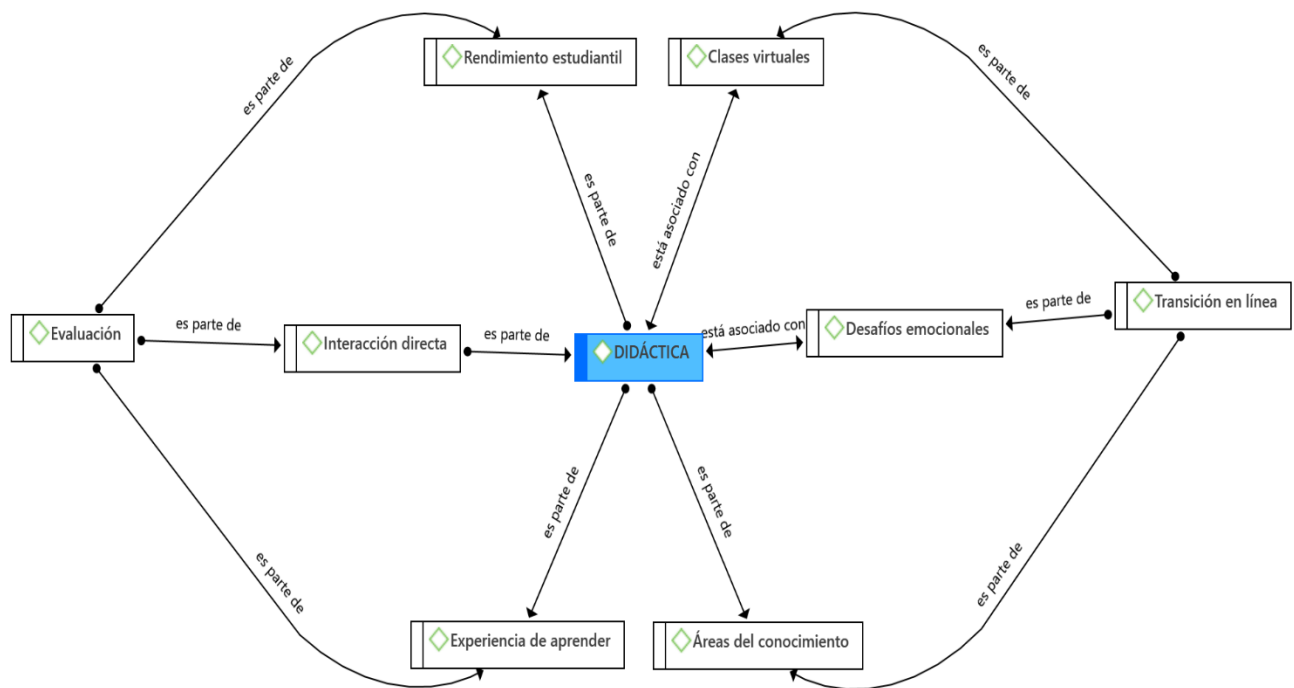 Rendimiento estudiantil
Clases virtuales
es parte de
es parte de
es parte de
está asociado con
Evaluación
es parte de
Interacción directa
es parte de
DIDÁCTICA
está asociado con
Desafíos emocionales
es parte de
Transición en línea
es parte de
es parte de
es parte de
es parte de
Experiencia de aprender
Áreas del conocimiento